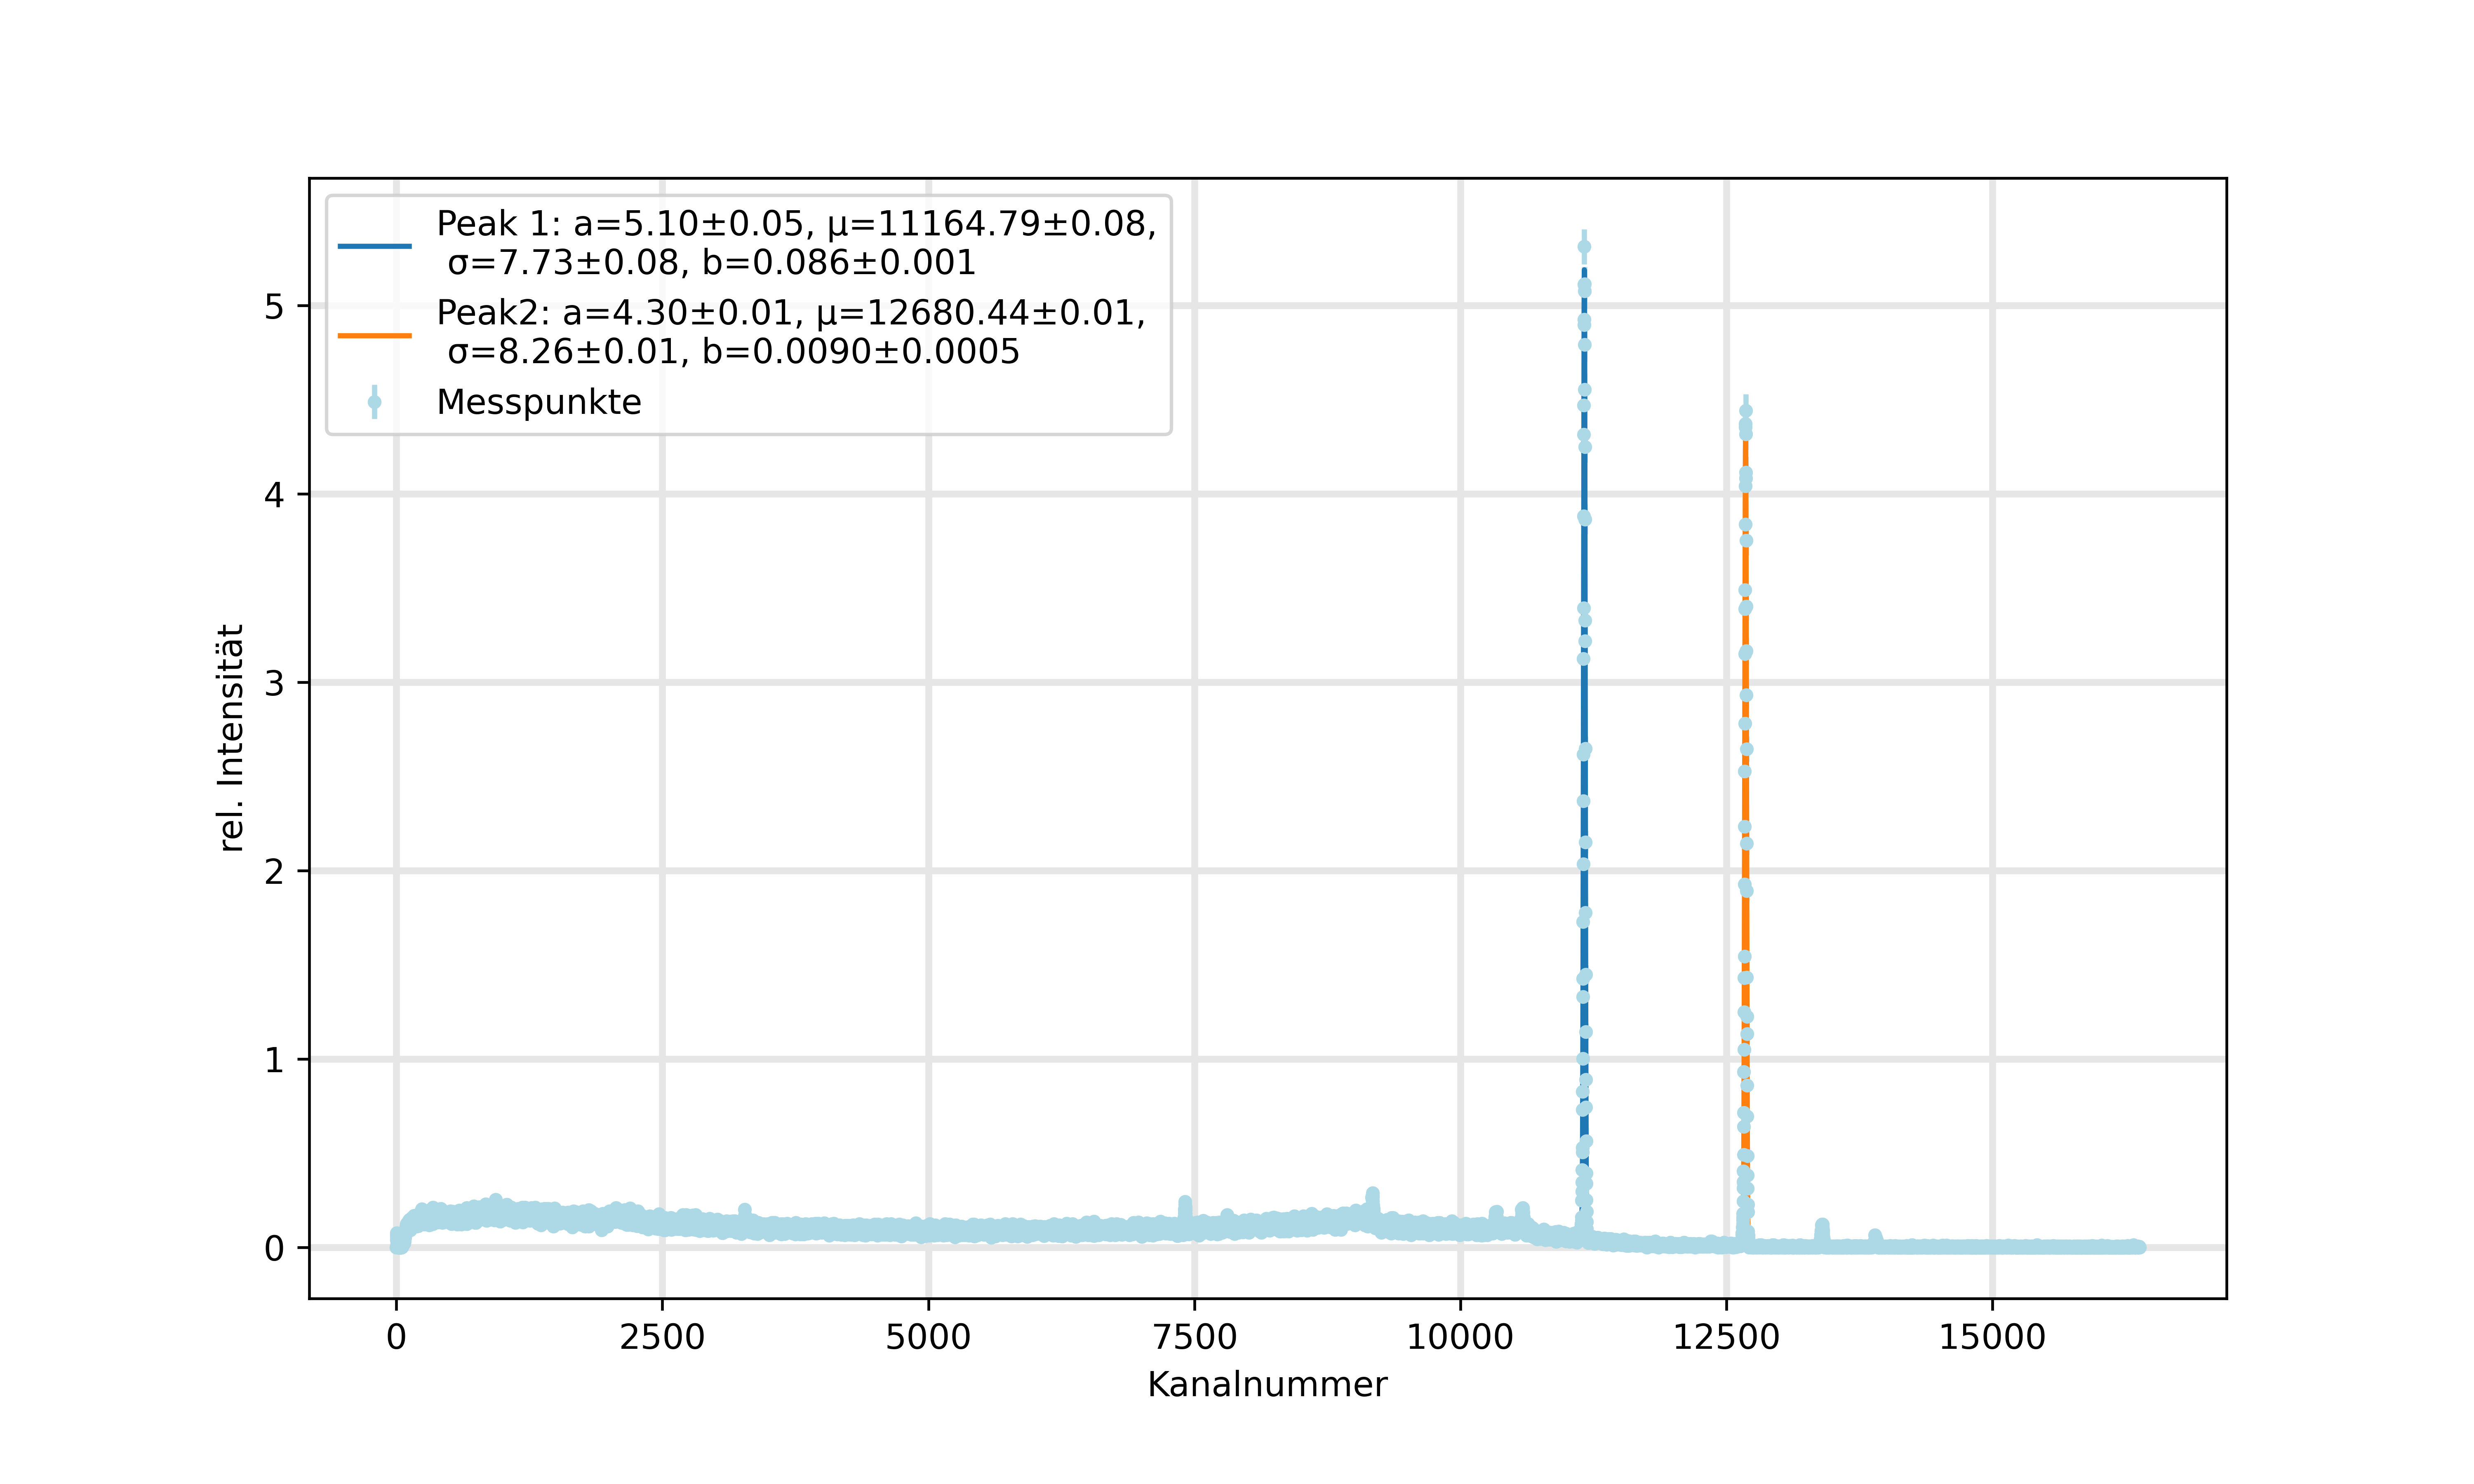 Peak 1: a=5.10±0.05, μ=11164.79±0.08,
σ=7.73±0.08, b=0.086±0.001
Peak2: a=4.30±0.01, μ=12680.44±0.01,
σ=8.26±0.01, b=0.0090±0.0005
Messpunkte
5
4
3
2
1
0
rel. Intensität
0 2500 5000 7500 10000 12500 15000
Kanalnummer